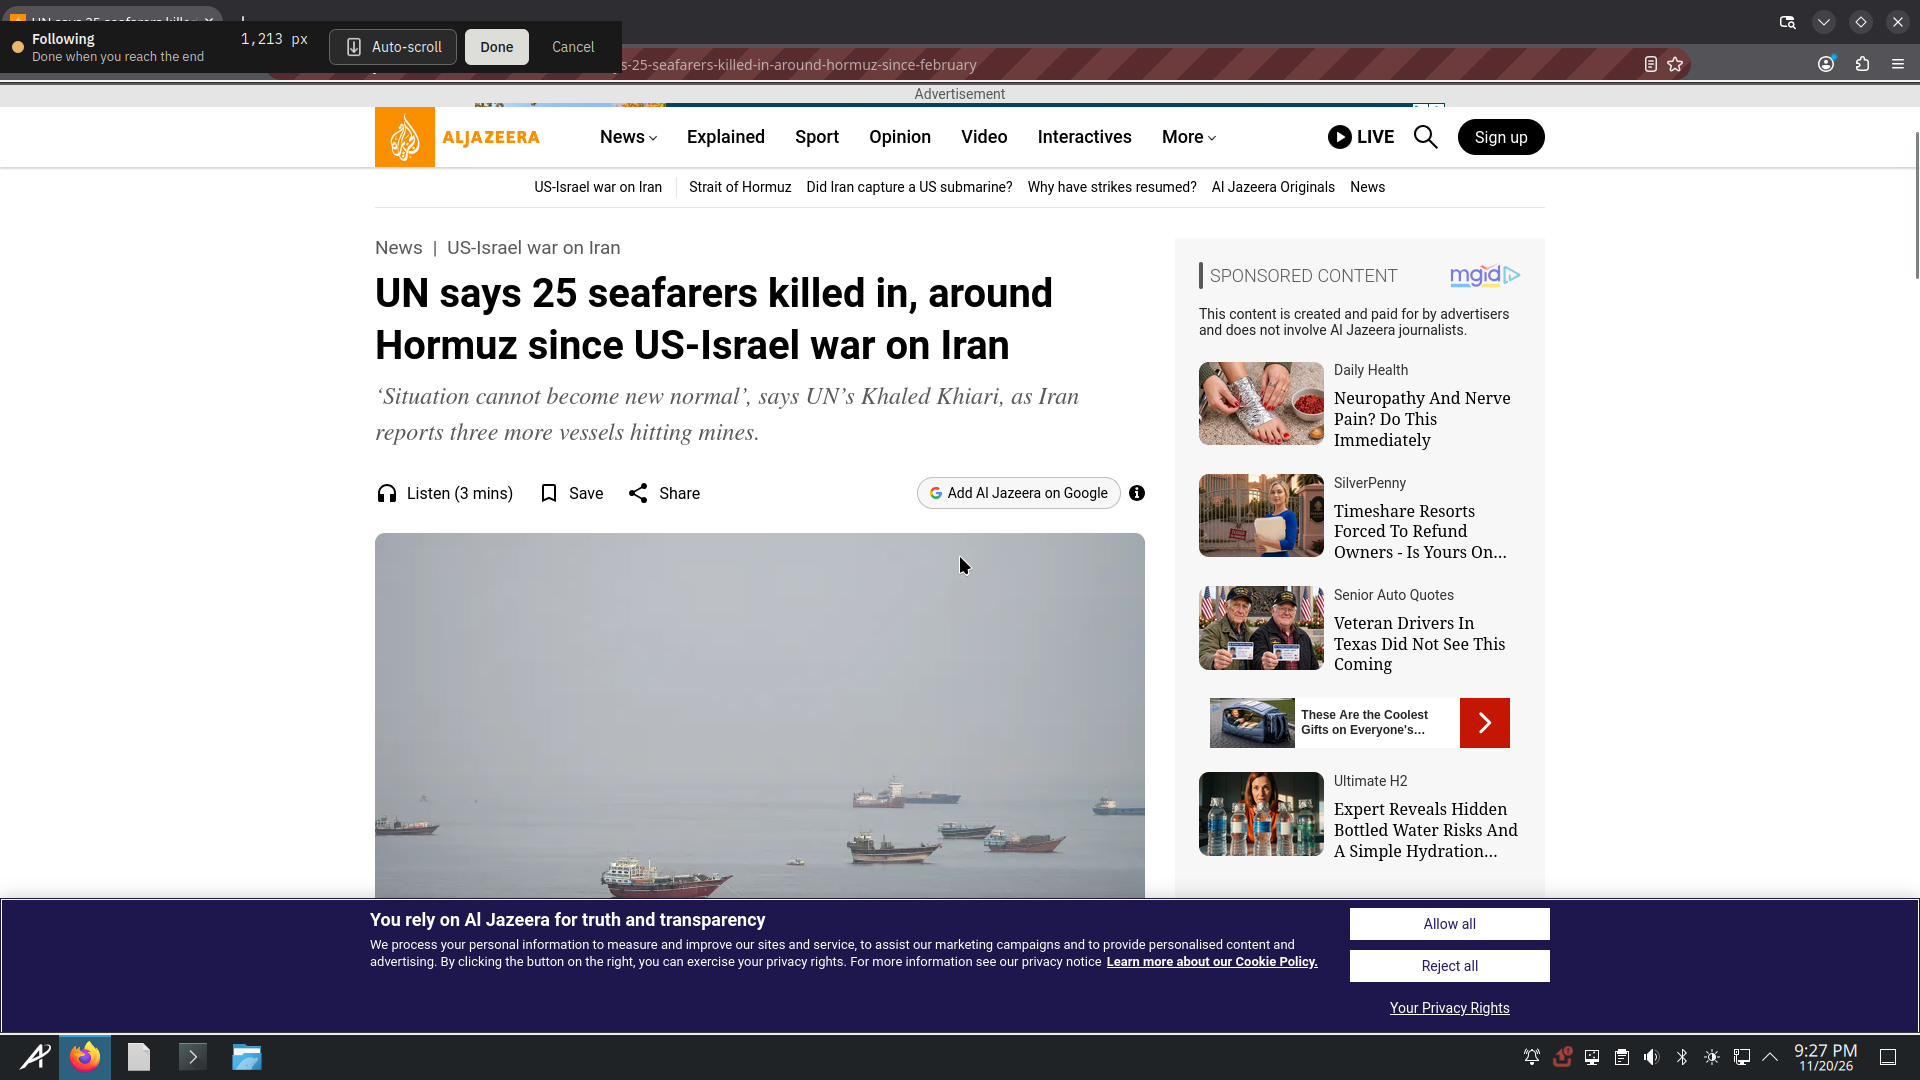 Following
Done when you reach the end
1,213 px
Auto-scroll
Done
Cancel
s-25-seafarers-killed-in-around-hormuz-since-february
Advertisement
ALJAZEERA
News
Explained
Sport
Opinion
Video
Interactives
More
LIVE
Sign up
US-Israel war on Iran
Strait of Hormuz
Did Iran capture a US submarine?
Why have strikes resumed?
Al Jazeera Originals
News
News | US-Israel war on Iran
UN says 25 seafarers killed in, around
Hormuz since US-Israel war on Iran
‘Situation cannot become new normal’, says UN’s Khaled Khiari, as Iran
reports three more vessels hitting mines.
Listen (3 mins)
Save
Share
Add Al Jazeera on Google
SPONSORED CONTENT
mgid
This content is created and paid for by advertisers
and does not involve Al Jazeera journalists.
Daily Health
Neuropathy And Nerve
Pain? Do This
Immediately
SilverPenny
Timeshare Resorts
Forced To Refund
Owners - Is Yours On...
Senior Auto Quotes
Veteran Drivers In
Texas Did Not See This
Coming
These Are the Coolest
Gifts on Everyone's...
Ultimate H2
Expert Reveals Hidden
Bottled Water Risks And
A Simple Hydration...
You rely on Al Jazeera for truth and transparency
We process your personal information to measure and improve our sites and service, to assist our marketing campaigns and to provide personalised content and
advertising. By clicking the button on the right, you can exercise your privacy rights. For more information see our privacy notice Learn more about our Cookie Policy.
Allow all
Reject all
Your Privacy Rights
9:27 PM
11/20/26